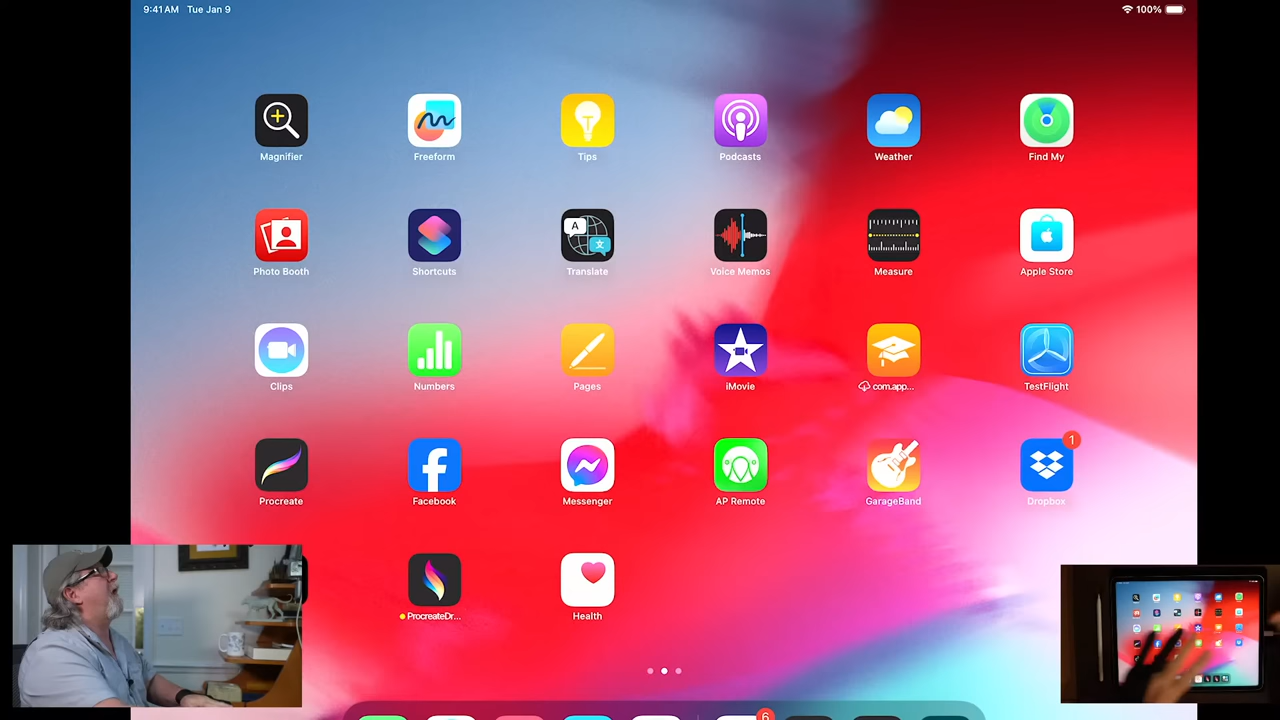 9:41 AM Tue Jan 9
100%
Magnifier
Freeform
Tips
Podcasts
Weather
Find My
Photo Booth
Shortcuts
Translate
Voice Memos
Measure
Apple Store
Clips
Numbers
Pages
iMovie
com.app...
TestFlight
1
Procreate
Facebook
Messenger
AP Remote
GarageBand
Dropbox
ProcreateDr...
Health
6